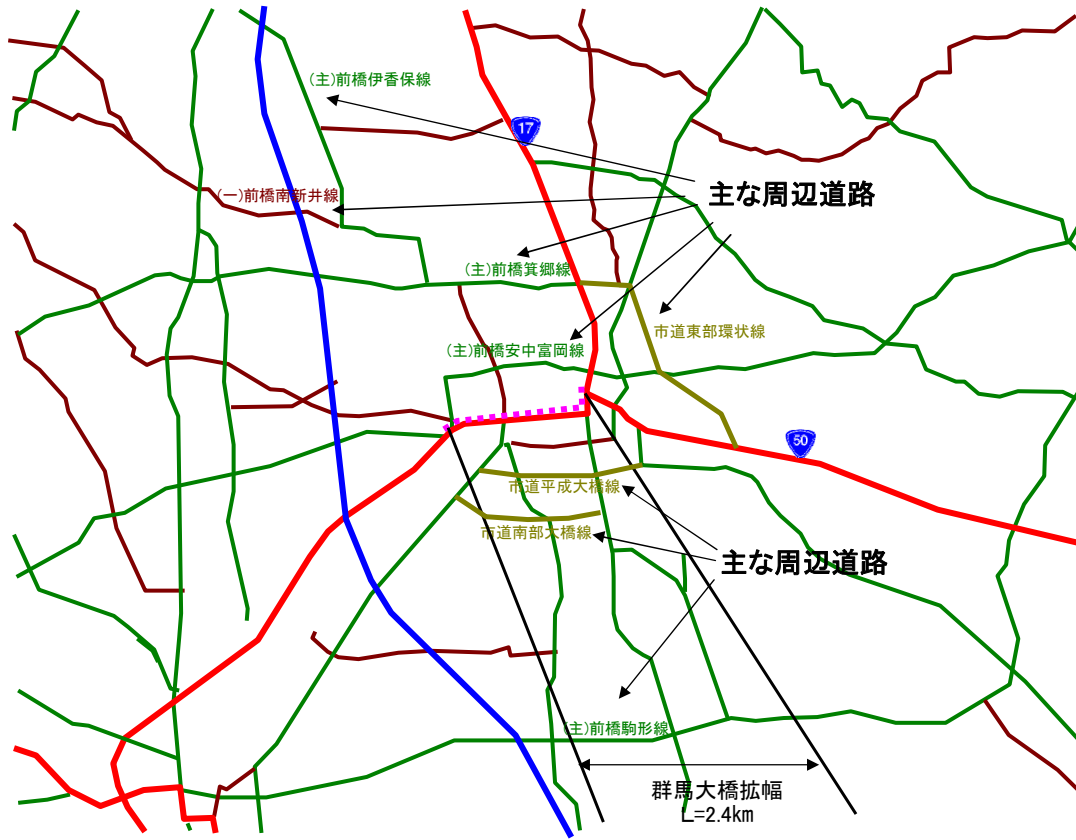 (主)前橋伊香保線
17
主な周辺道路
(一)前橋南新井線
(主)前橋箕郷線
市道東部環状線
(主)前橋安中富岡線
50
市道平成大橋線
市道南部大橋線
主な周辺道路
(主)前橋駒形線
群馬大橋拡幅
L=2.4km